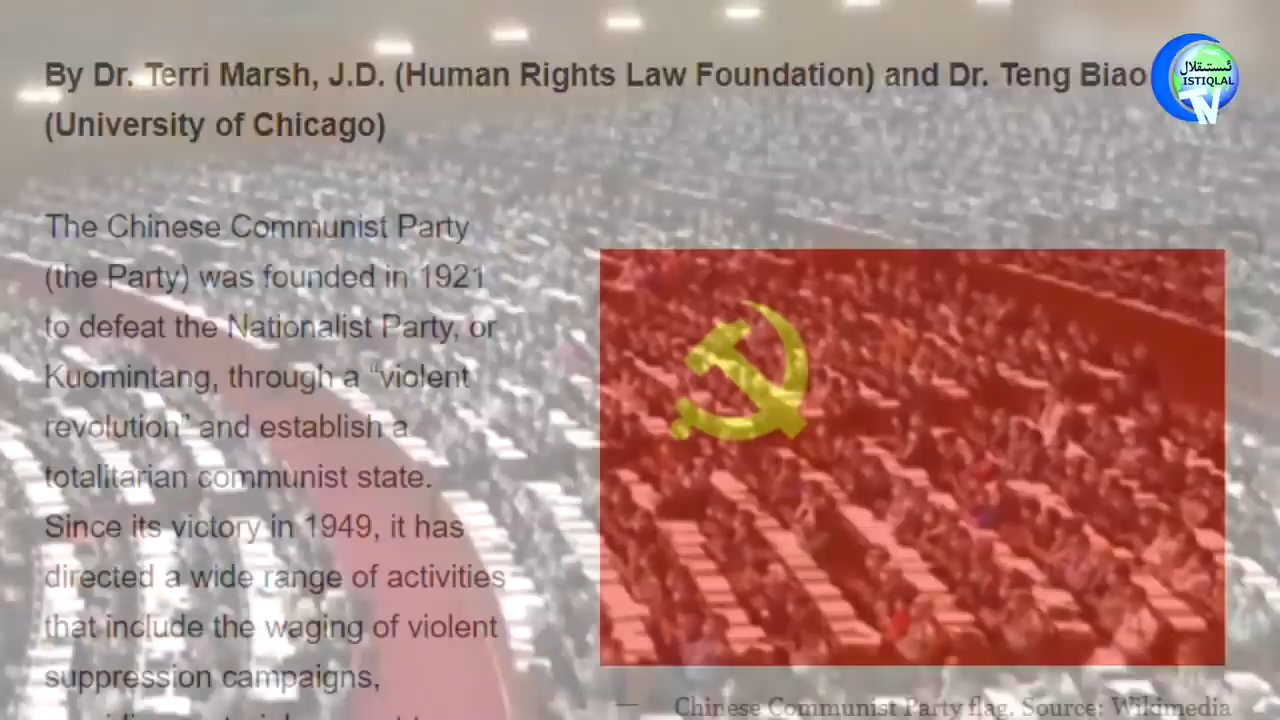 By Dr. Terri Marsh, J.D. (Human Rights Law Foundation) and Dr. Teng Biao
(University of Chicago)
ئىستىقلال
ISTIQLAL
TV
The Chinese Communist Party
(the Party) was founded in 1921
to defeat the Nationalist Party, or
Kuomintang, through a “violent
revolution” and establish a
totalitarian communist state.
Since its victory in 1949, it has
directed a wide range of activities
that include the waging of violent
suppression campaigns,
Chinese Communist Party flag. Source: Wikimedia